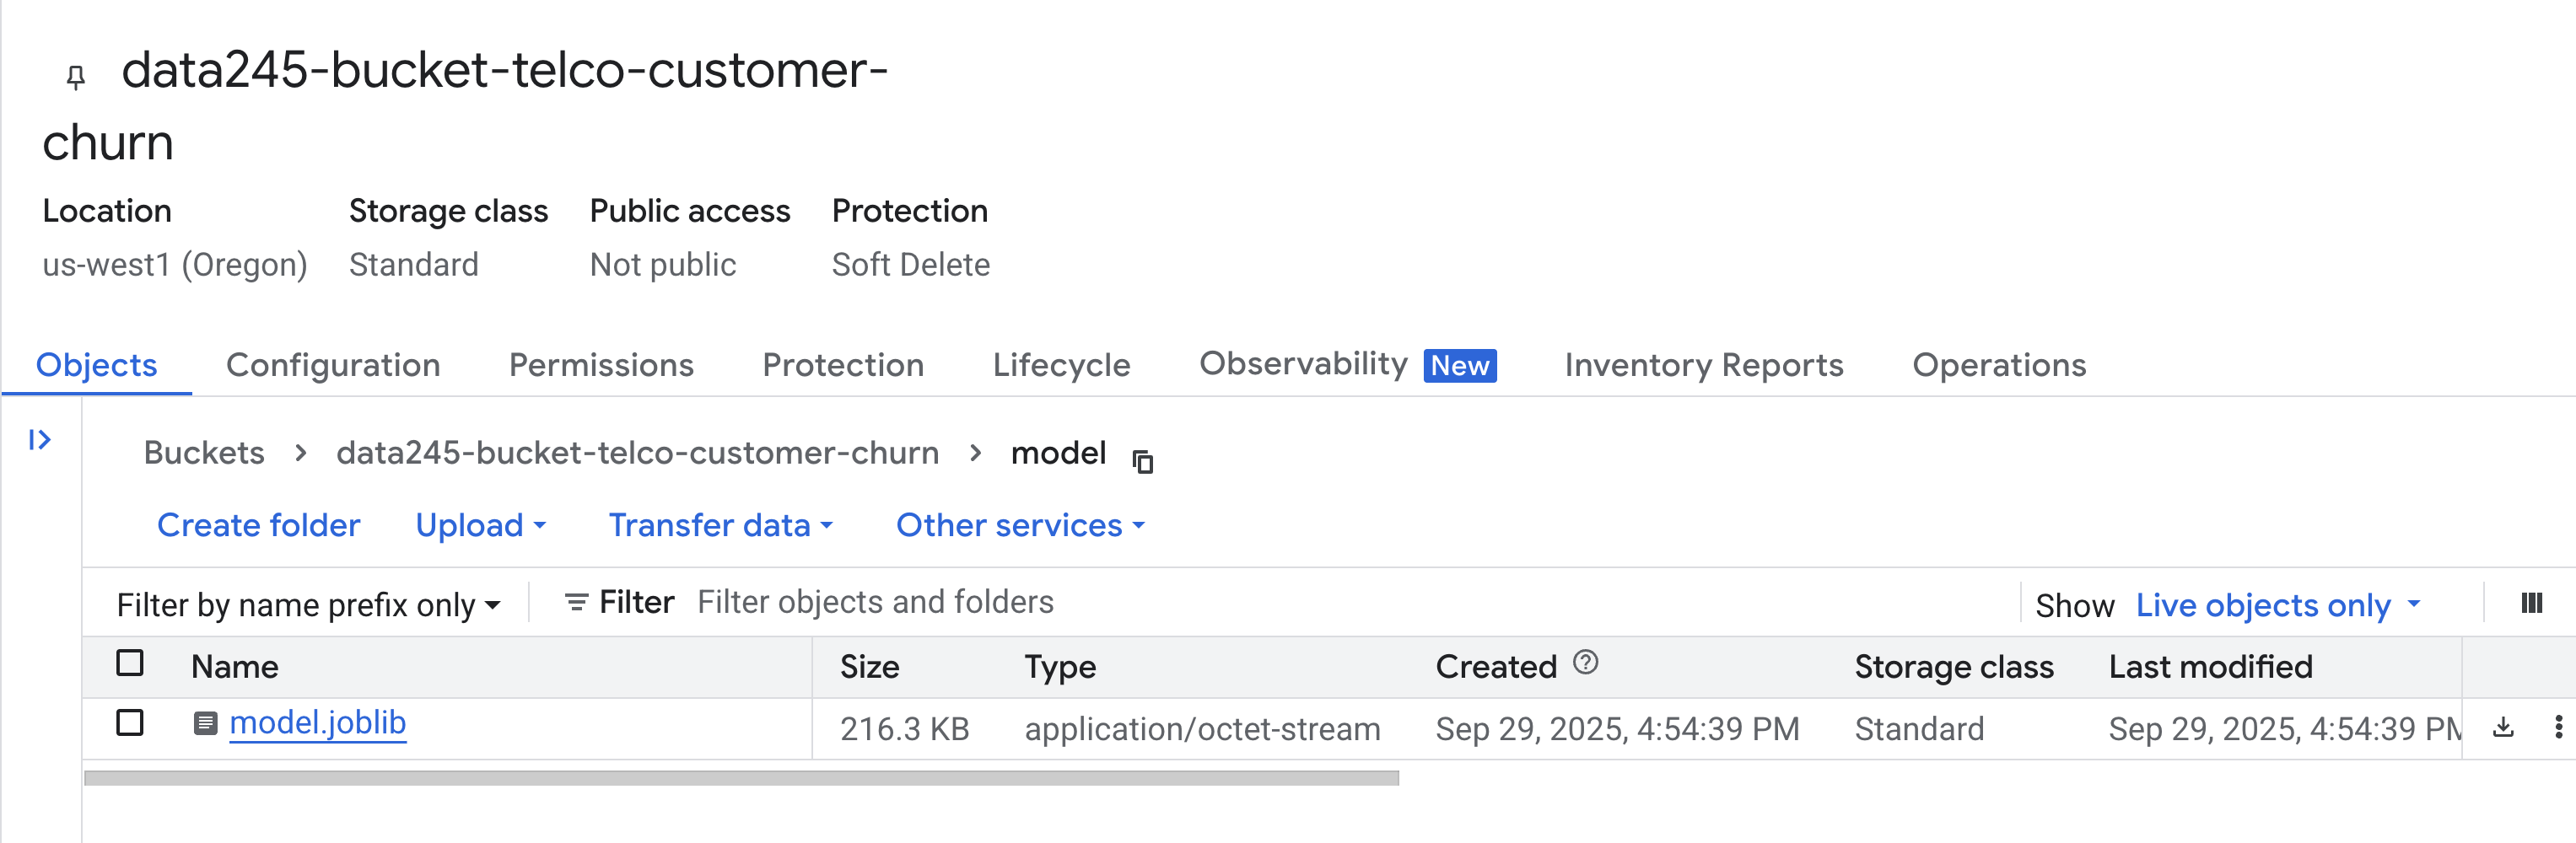 data245-bucket-telco-customer-
churn
Location Storage class Public access Protection
us-west1 (Oregon) Standard Not public Soft Delete
Objects Configuration Permissions Protection Lifecycle Observability New Inventory Reports Operations
Buckets data245-bucket-telco-customer-churn model
Create folder Upload Transfer data Other services
Filter by name prefix only Filter Filter objects and folders Show Live objects only
Name Size Type Created Storage class Last modified
model.joblib 216.3 KB application/octet-stream Sep 29, 2025, 4:54:39 PM Standard Sep 29, 2025, 4:54:39 PM